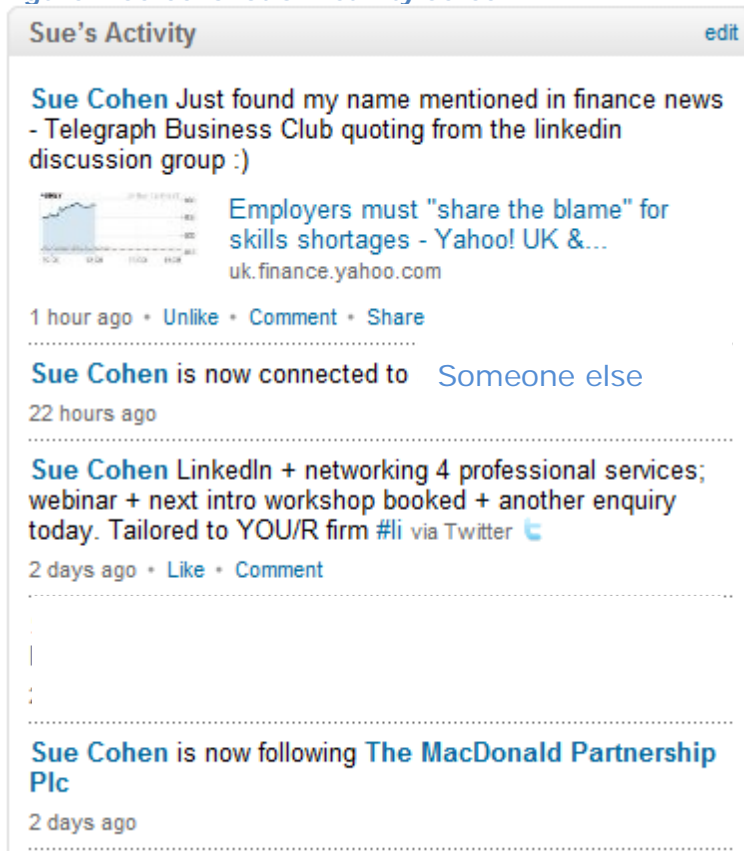 Sue's Activity edit
Sue Cohen Just found my name mentioned in finance news
- Telegraph Business Club quoting from the linkedin
discussion group :)
Employers must "share the blame" for
skills shortages - Yahoo! UK &...
uk.finance.yahoo.com
1 hour ago • Unlike • Comment • Share
Sue Cohen is now connected to Someone else
22 hours ago
Sue Cohen LinkedIn + networking 4 professional services;
webinar + next intro workshop booked + another enquiry
today. Tailored to YOU/R firm #li via Twitter
2 days ago • Like • Comment
Sue Cohen is now following The MacDonald Partnership
Plc
2 days ago